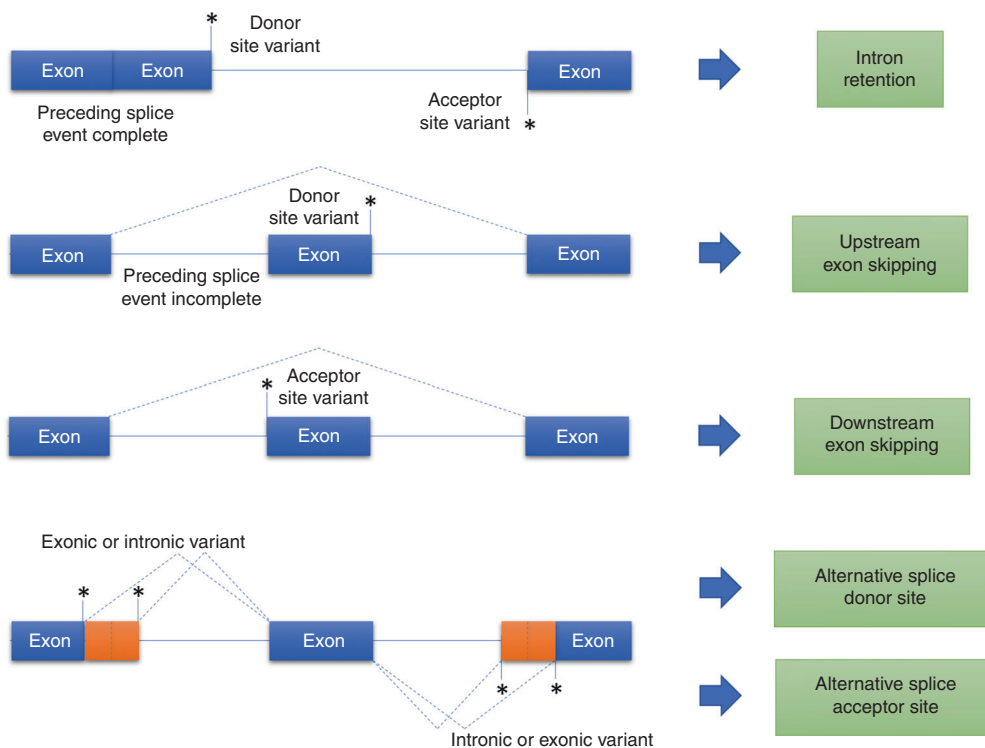 *
Donor
site variant
Exon
Exon
Exon
Preceding splice
event complete
Acceptor
site variant
*
Intron
retention
Donor
site variant
*
Exon
Exon
Exon
Preceding splice
event incomplete
Upstream
exon skipping
*
Acceptor
site variant
Exon
Exon
Exon
Downstream
exon skipping
Exonic or intronic variant
*
*
Exon
Exon
Exon
*
*
Intronic or exonic variant
Alternative splice
donor site
Alternative splice
acceptor site